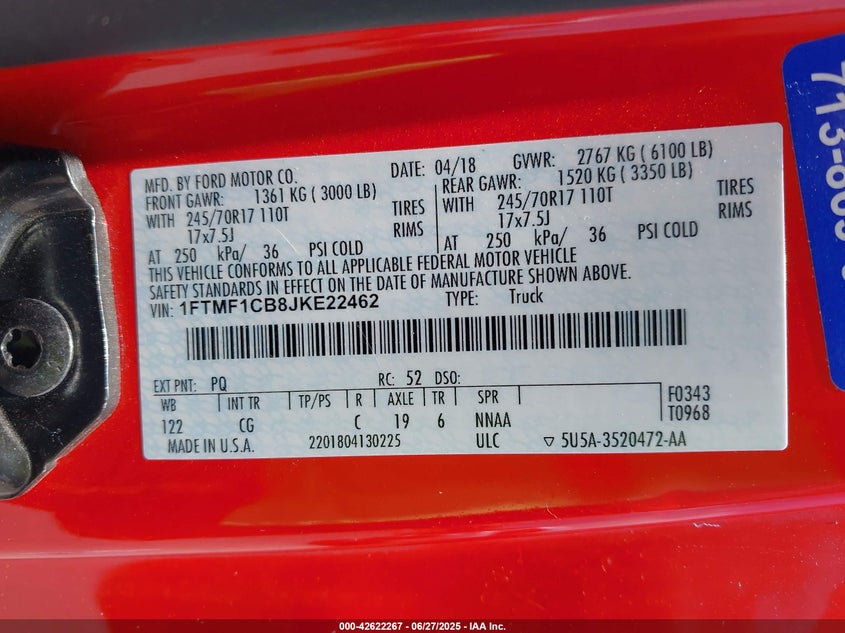 MFD. BY FORD MOTOR CO. DATE: 04/18 GVWR: 2767 KG ( 6100 LB)
FRONT GAWR: 1361 KG ( 3000 LB) REAR GAWR: 1520 KG ( 3350 LB)
WITH 245/70R17 110T TIRES WITH 245/70R17 110T TIRES
17x7.5J RIMS 17x7.5J RIMS
AT 250 kPa/ 36 PSI COLD AT 250 kPa/ 36 PSI COLD
THIS VEHICLE CONFORMS TO ALL APPLICABLE FEDERAL MOTOR VEHICLE
SAFETY STANDARDS IN EFFECT ON THE DATE OF MANUFACTURE SHOWN ABOVE.
VIN: 1FTMF1CB8JKE22462 TYPE: Truck
EXT PNT: PQ RC: 52 DSO:
WB INT TR TP/PS R AXLE TR SPR F0343
122 CG C 19 6 NNAA T0968
MADE IN U.S.A. 2201804130225 ULC ▽ 5U5A-3520472-AA
000-42622267 - 06/27/2025 - IAA Inc.